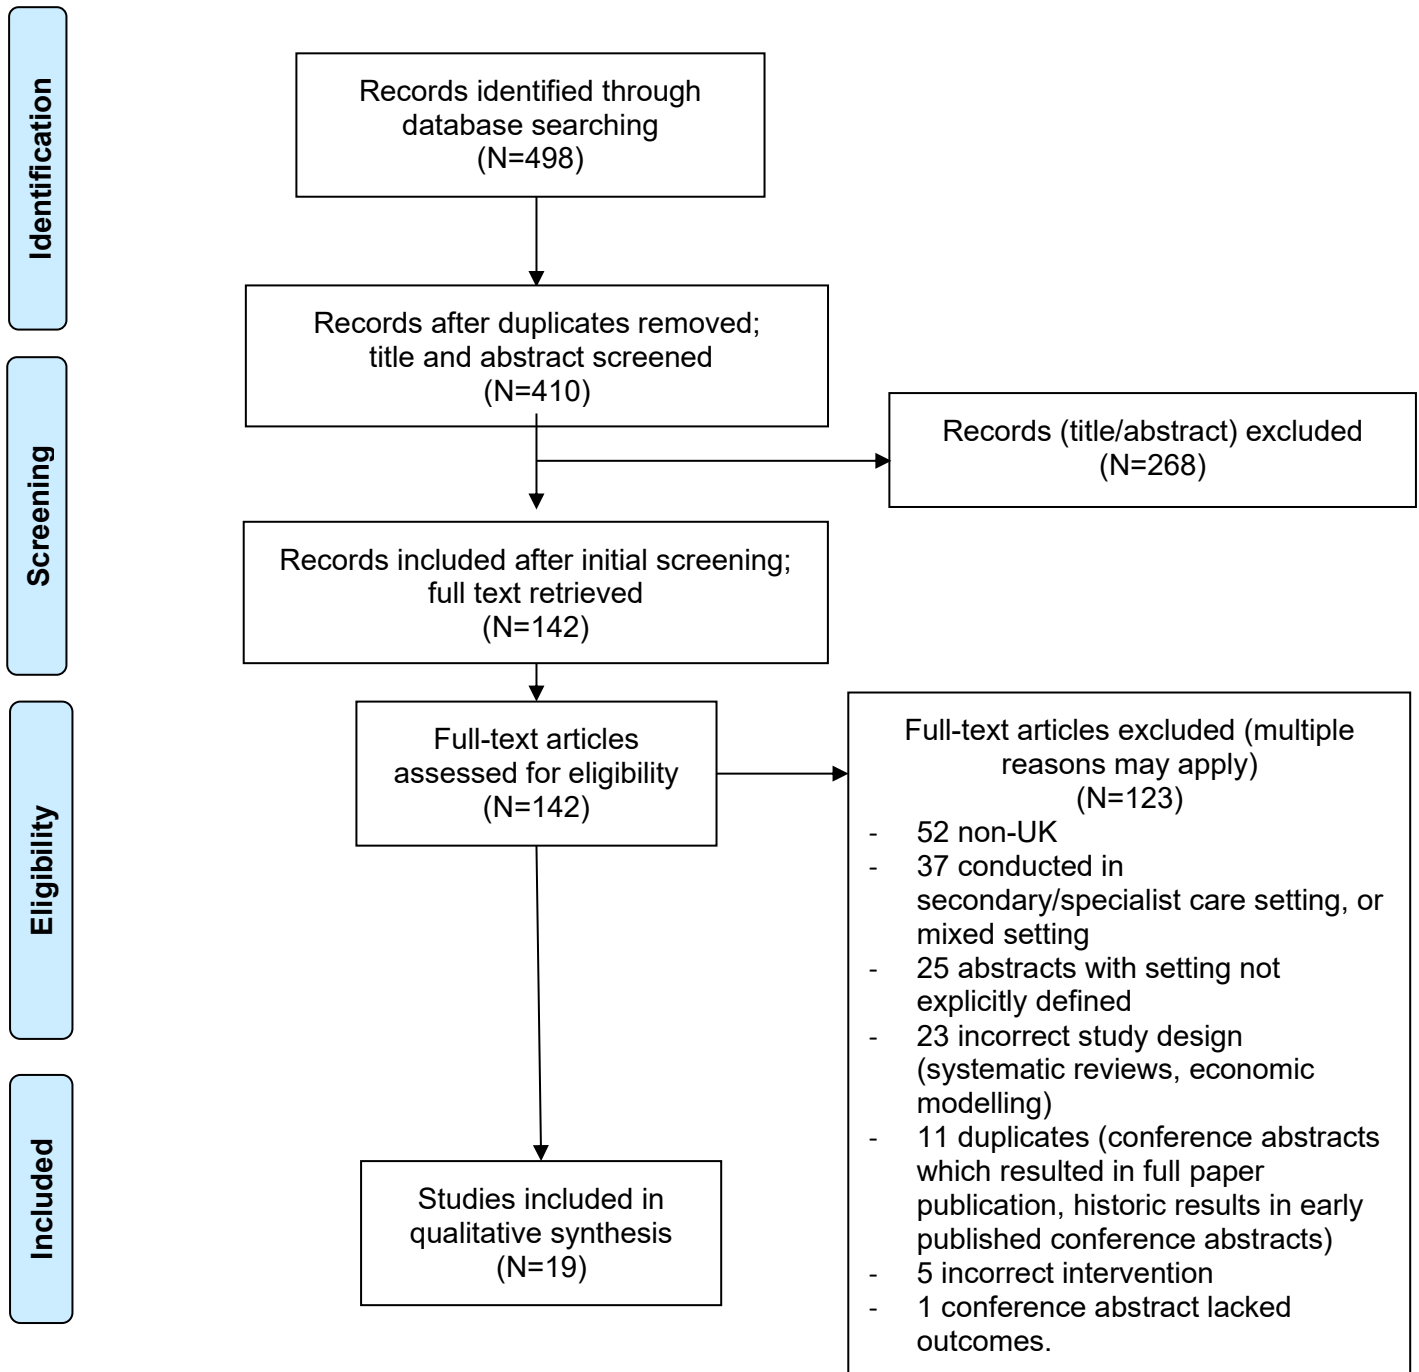 Identification
Records identified through
database searching
(N=498)
Records after duplicates removed;
title and abstract screened
(N=410)
Screening
Records (title/abstract) excluded
(N=268)
Records included after initial screening;
full text retrieved
(N=142)
Eligibility
Full-text articles
assessed for eligibility
(N=142)
Full-text articles excluded (multiple
reasons may apply)
(N=123)
- 52 non-UK
- 37 conducted in
secondary/specialist care setting, or
mixed setting
- 25 abstracts with setting not
explicitly defined
- 23 incorrect study design
(systematic reviews, economic
modelling)
- 11 duplicates (conference abstracts
which resulted in full paper
publication, historic results in early
published conference abstracts)
- 5 incorrect intervention
- 1 conference abstract lacked
outcomes.
Included
Studies included in
qualitative synthesis
(N=19)